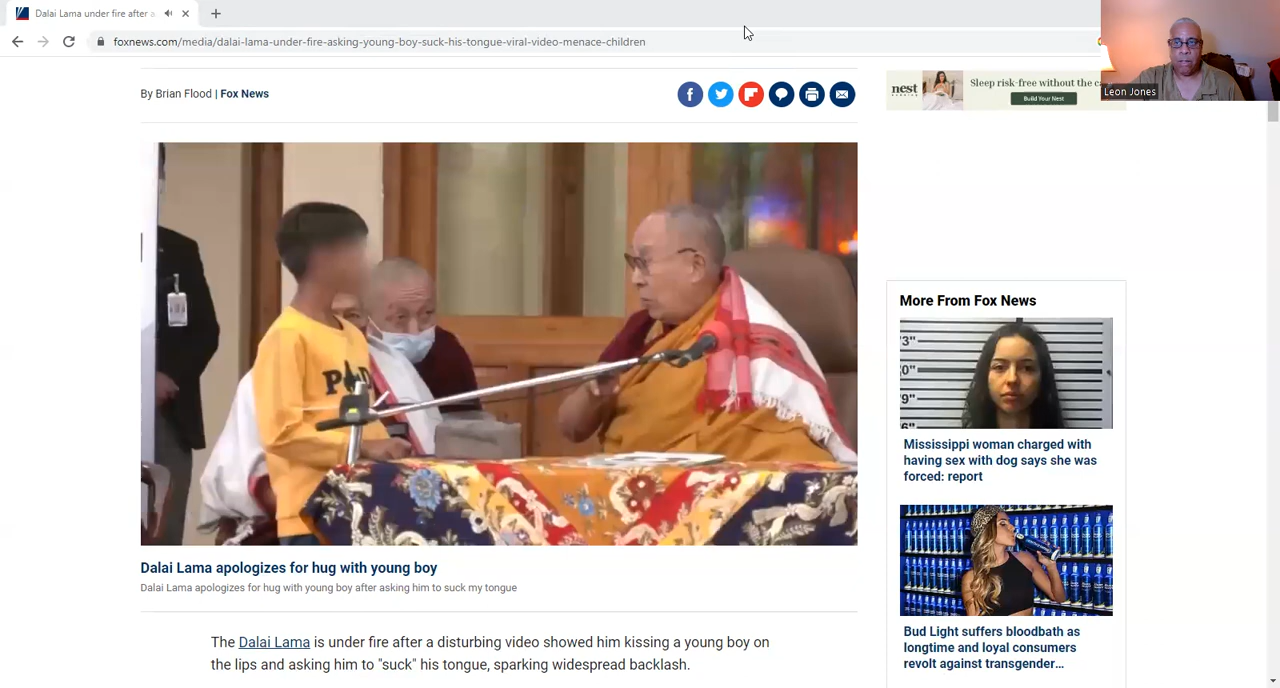 Dalai Lama under fire after a
foxnews.com/media/dalai-lama-under-fire-asking-young-boy-suck-his-tongue-viral-video-menace-children
Leon Jones
By Brian Flood | Fox News
nest
Sleep risk-free without the
Build Your Nest
Dalai Lama apologizes for hug with young boy
Dalai Lama apologizes for hug with young boy after asking him to suck my tongue
The Dalai Lama is under fire after a disturbing video showed him kissing a young boy on
the lips and asking him to "suck" his tongue, sparking widespread backlash.
More From Fox News
Mississippi woman charged with
having sex with dog says she was
forced: report
Bud Light suffers bloodbath as
longtime and loyal consumers
revolt against transgender…